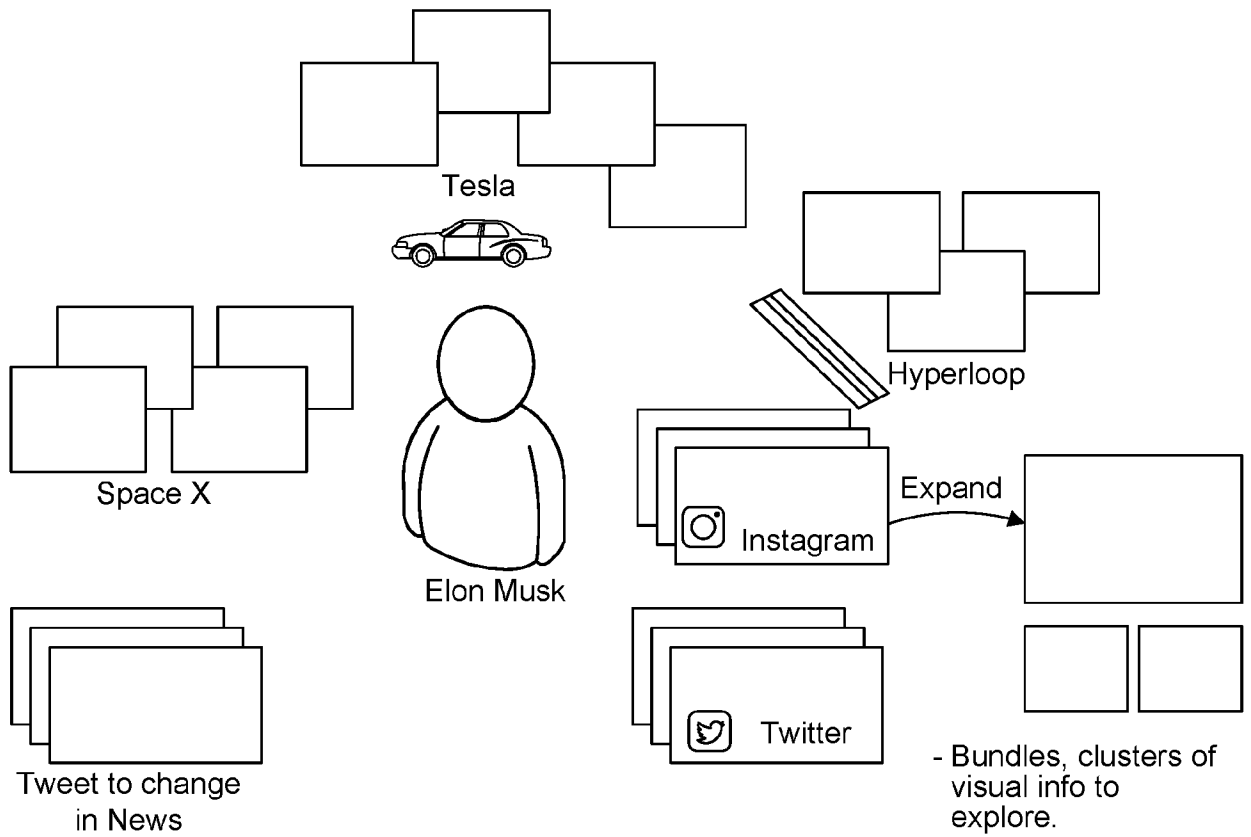 Tesla
Hyperloop
Space X
Expand
Instagram
Elon Musk
Twitter
Tweet to change
in News
- Bundles, clusters of
visual info to
explore.